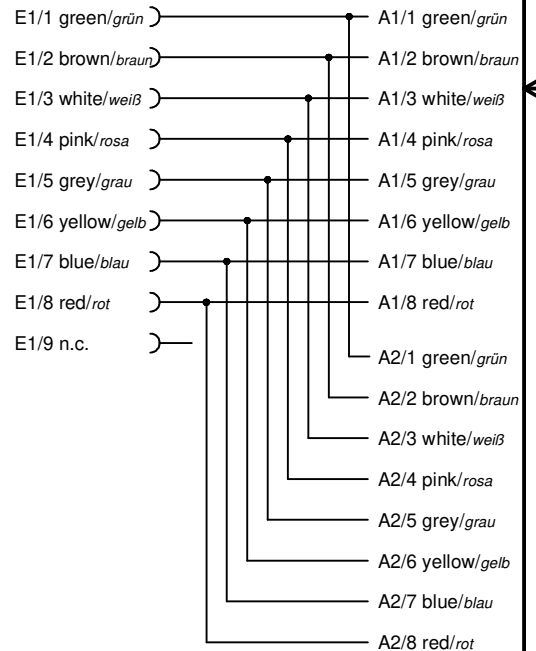 E1/1 green/grün
E1/2 brown/braun
E1/3 white/weiß
E1/4 pink/rosa
E1/5 grey/grau
E1/6 yellow/gelb
E1/7 blue/blau
E1/8 red/rot
E1/9 n.c.
A1/1 green/grün
A1/2 brown/braun
A1/3 white/weiß
A1/4 pink/rosa
A1/5 grey/grau
A1/6 yellow/gelb
A1/7 blue/blau
A1/8 red/rot
A2/1 green/grün
A2/2 brown/braun
A2/3 white/weiß
A2/4 pink/rosa
A2/5 grey/grau
A2/6 yellow/gelb
A2/7 blue/blau
A2/8 red/rot